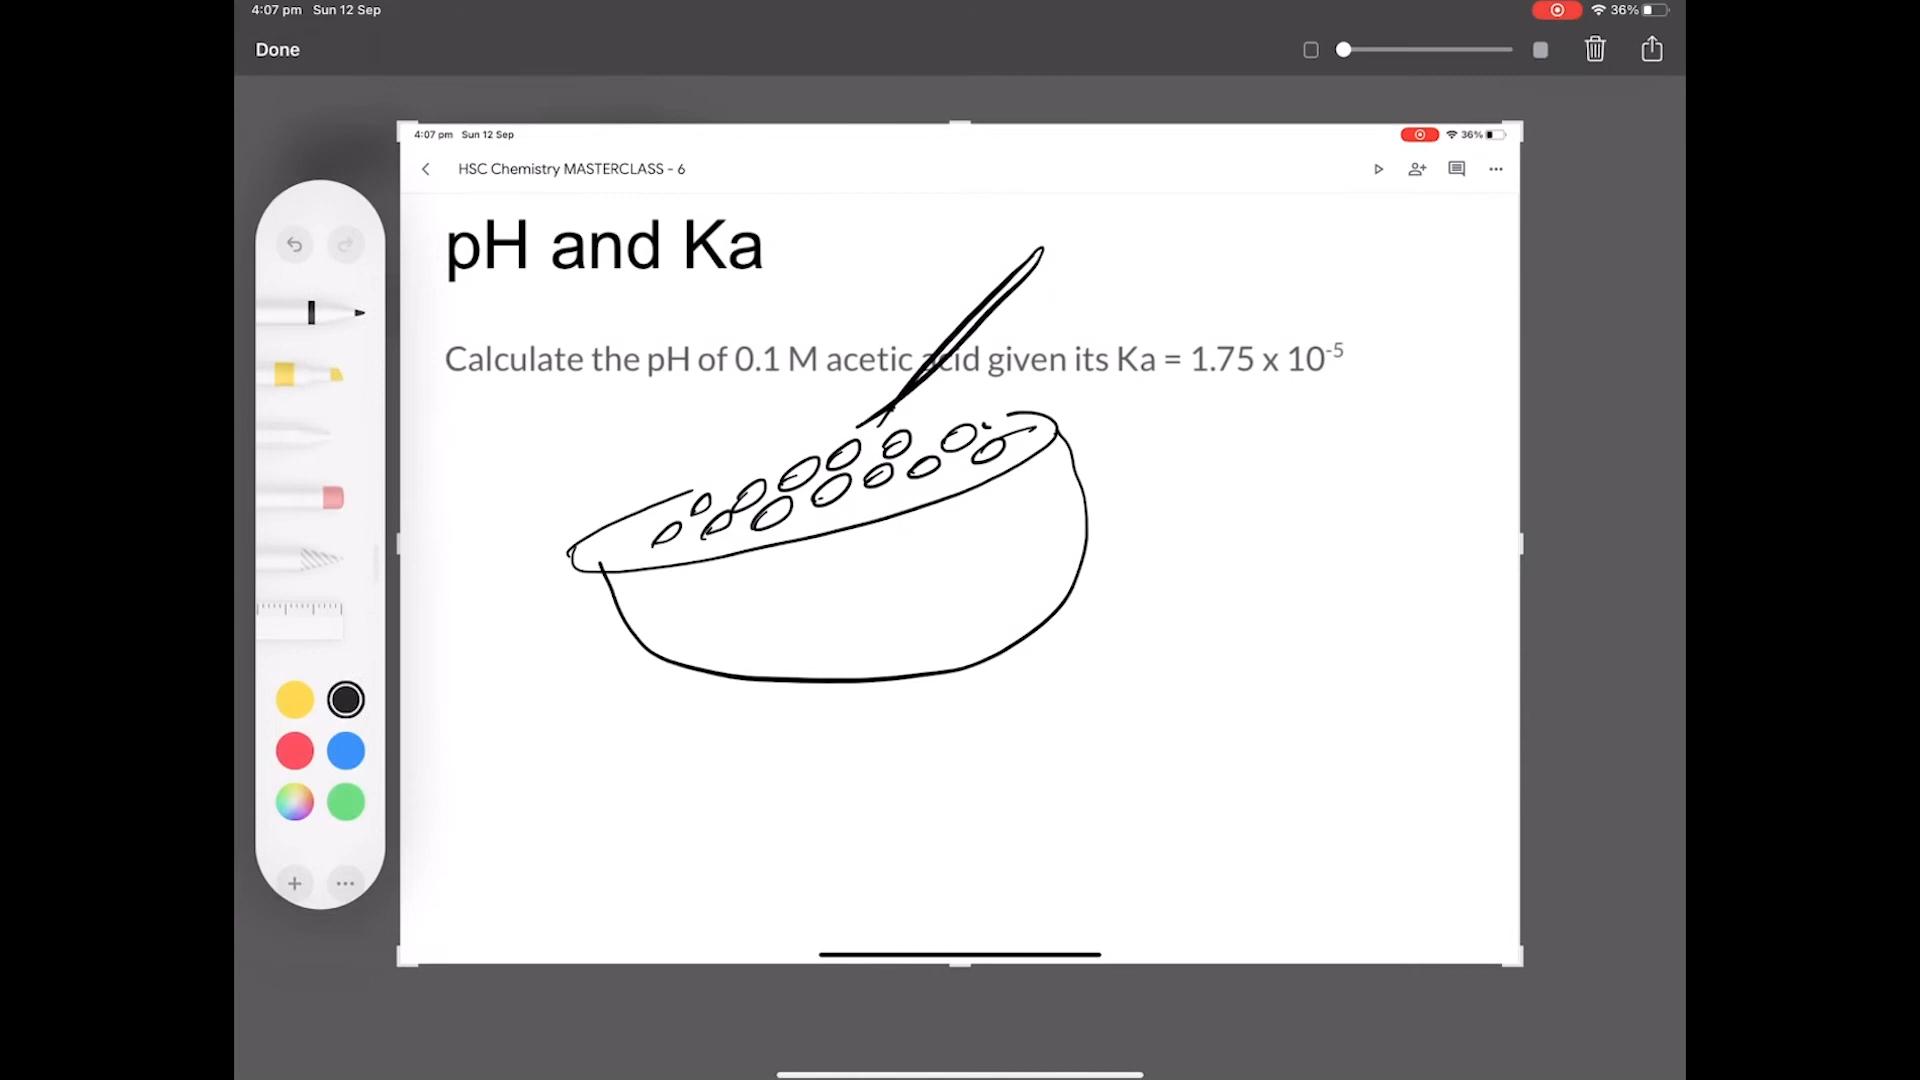 4:07 pm Sun 12 Sep 36%
Done
4:07 pm Sun 12 Sep 36%
HSC Chemistry MASTERCLASS - 6
pH and Ka
Calculate the pH of 0.1 M acetic acid given its Ka = 1.75 x 10⁻⁵